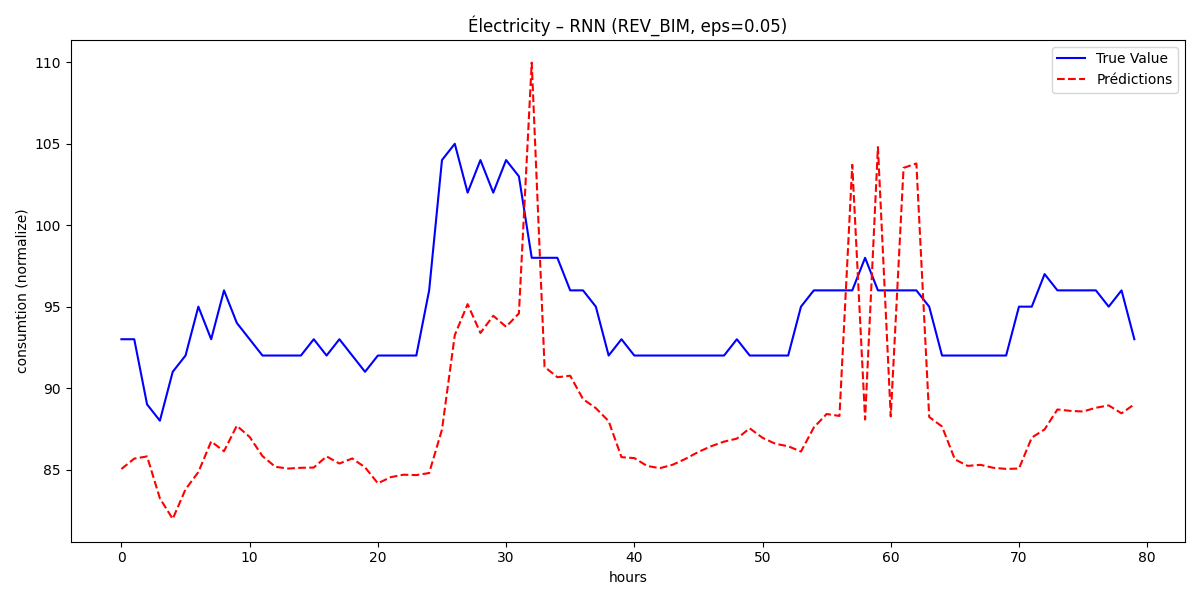 Électricity – RNN (REV_BIM, eps=0.05)
True Value
Prédictions
consumtion (normalize)
110
105
100
95
90
85
0 10 20 30 40 50 60 70 80
hours